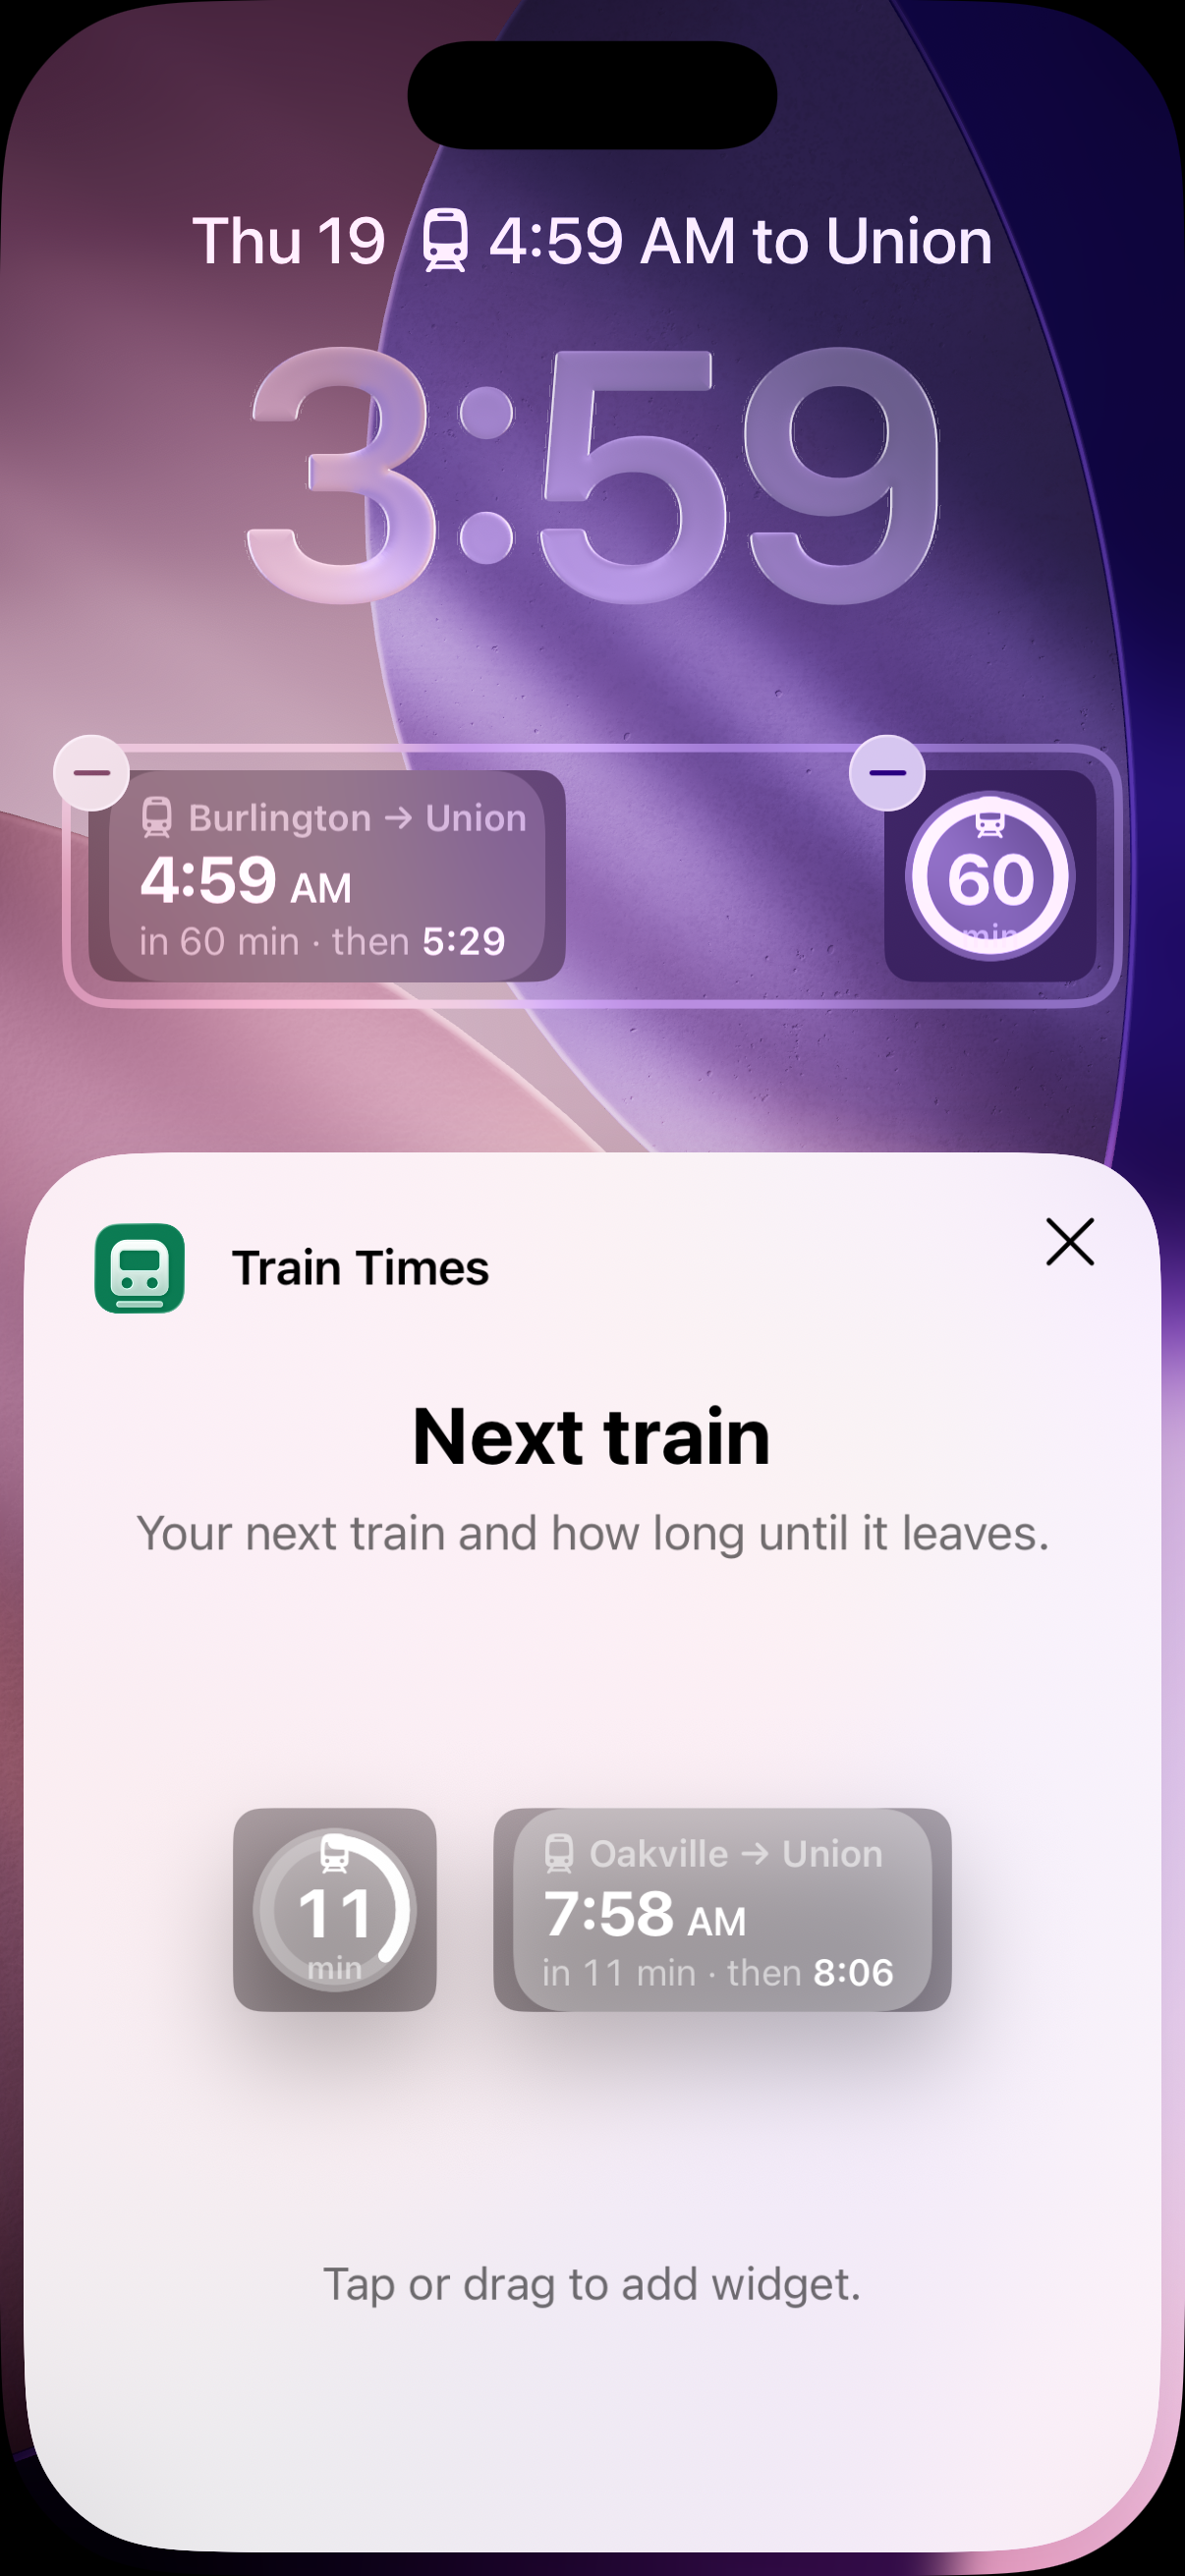 Thu 19 4:59 AM to Union
3:59
Burlington → Union
4:59 AM
in 60 min · then 5:29
60
min
Train Times
Next train
Your next train and how long until it leaves.
11
min
Oakville → Union
7:58 AM
in 11 min · then 8:06
Tap or drag to add widget.